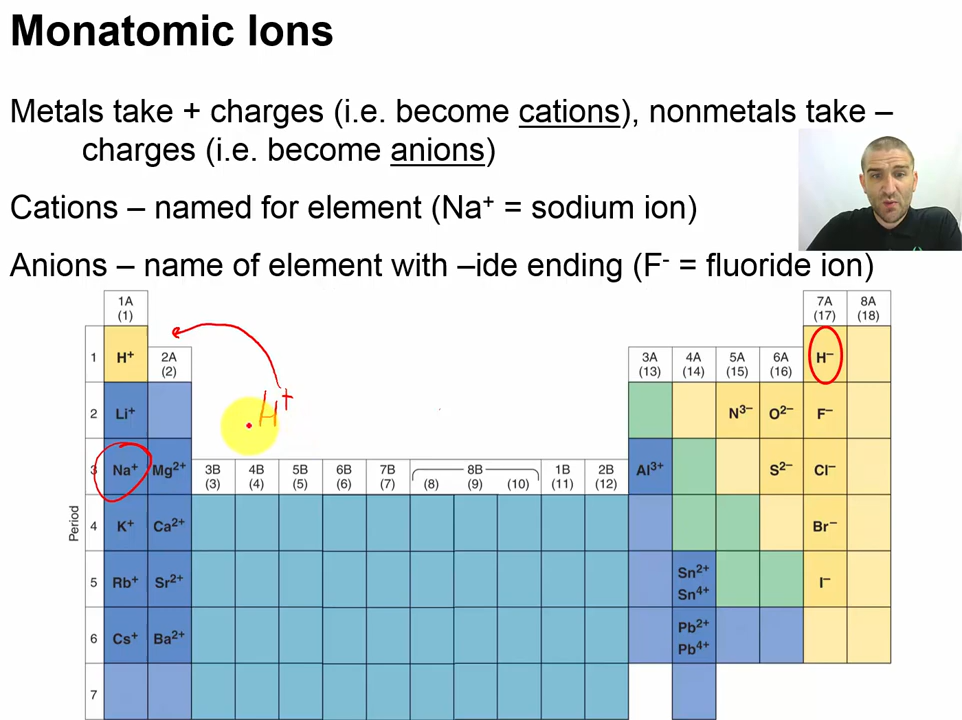 Monatomic Ions
Metals take + charges (i.e. become cations), nonmetals take –
charges (i.e. become anions)
Cations – named for element (Na⁺ = sodium ion)
Anions – name of element with –ide ending (F⁻ = fluoride ion)
1A 7A 8A
(1) (17) (18)
1 H⁺ 2A 3A 4A 5A 6A H⁻
(2) (13) (14) (15) (16)
H⁺
2 Li⁺ N³⁻ O²⁻ F⁻
3 Na⁺ Mg²⁺ 3B 4B 5B 6B 7B 8B 1B 2B Al³⁺ S²⁻ Cl⁻
(3) (4) (5) (6) (7) (8) (9) (10) (11) (12)
Period
4 K⁺ Ca²⁺ Br⁻
5 Rb⁺ Sr²⁺ Sn²⁺ I⁻
Sn⁴⁺
6 Cs⁺ Ba²⁺ Pb²⁺
Pb⁴⁺
7